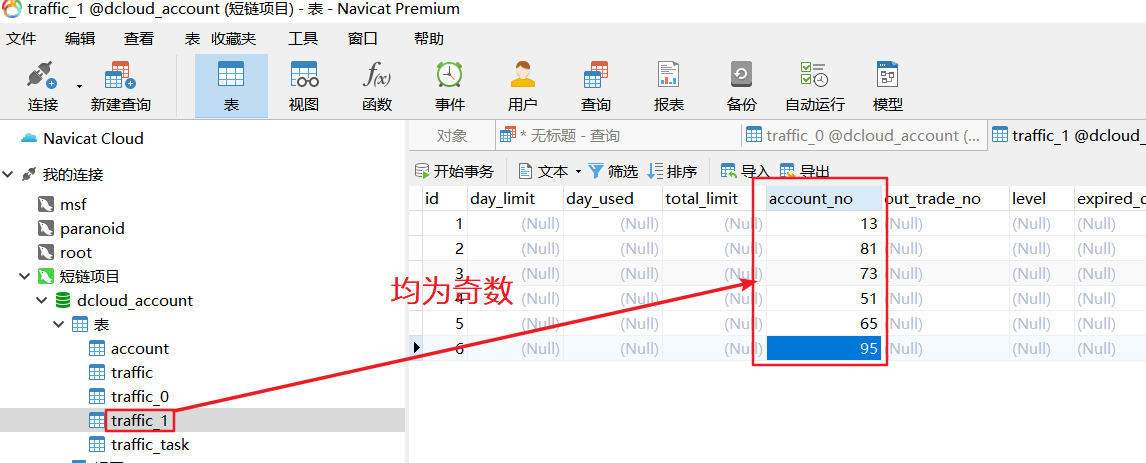 traffic_1 @dcloud_account (短链项目) - 表 - Navicat Premium
文件 编辑 查看 表 收藏夹 工具 窗口 帮助
连接 新建查询 表 视图 函数 事件 用户 查询 报表 备份 自动运行 模型
Navicat Cloud
我的连接
msf
paranoid
root
短链项目
dcloud_account
表
account
traffic
traffic_0
traffic_1
traffic_task
对象 * 无标题 - 查询 traffic_0 @dcloud_account (... traffic_1 @dcloud_
开始事务 文本 筛选 排序 导入 导出
id day_limit day_used total_limit account_no out_trade_no level expired_d
1 (Null) (Null) (Null) 13 (Null) (Null) (Null)
2 (Null) (Null) (Null) 81 (Null) (Null) (Null)
3 (Null) (Null) (Null) 73 (Null) (Null) (Null)
4 (Null) (Null) (Null) 51 (Null) (Null) (Null)
5 (Null) (Null) (Null) 65 (Null) (Null) (Null)
6 (Null) (Null) (Null) 95 (Null) (Null) (Null)
均为奇数